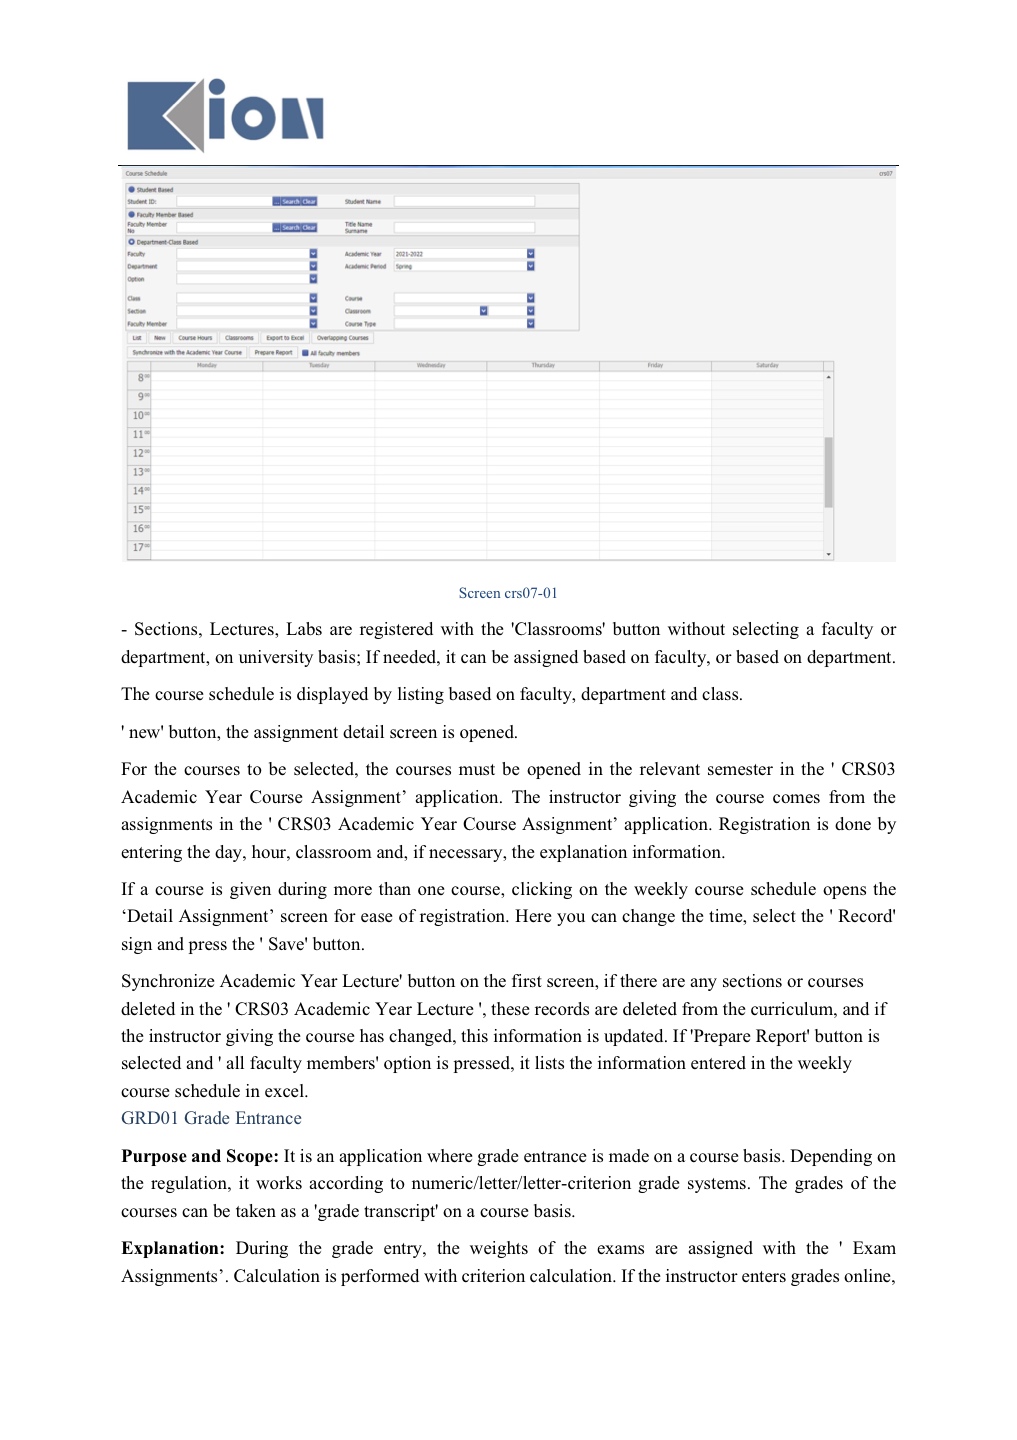 Kion
Course Schedule crs07
Student Based
Student ID: ... Search Clear Student Name
Faculty Member Based
Faculty Member No ... Search Clear Title Name Surname
Department-Class Based
Faculty Academic Year 2021-2022
Department Academic Period Spring
Option
Class Course
Section Classroom
Faculty Member Course Type
List New Course Hours Classrooms Export to Excel Overlapping Courses
Synchronize with the Academic Year Course Prepare Report All faculty members
Monday Tuesday Wednesday Thursday Friday Saturday
8 00
9 00
10 00
11 00
12 00
13 00
14 00
15 00
16 00
17 00
Screen crs07-01
- Sections, Lectures, Labs are registered with the 'Classrooms' button without selecting a faculty or
department, on university basis; If needed, it can be assigned based on faculty, or based on department.
The course schedule is displayed by listing based on faculty, department and class.
' new' button, the assignment detail screen is opened.
For the courses to be selected, the courses must be opened in the relevant semester in the ' CRS03
Academic Year Course Assignment’ application. The instructor giving the course comes from the
assignments in the ' CRS03 Academic Year Course Assignment’ application. Registration is done by
entering the day, hour, classroom and, if necessary, the explanation information.
If a course is given during more than one course, clicking on the weekly course schedule opens the
‘Detail Assignment’ screen for ease of registration. Here you can change the time, select the ' Record'
sign and press the ' Save' button.
Synchronize Academic Year Lecture' button on the first screen, if there are any sections or courses
deleted in the ' CRS03 Academic Year Lecture ', these records are deleted from the curriculum, and if
the instructor giving the course has changed, this information is updated. If 'Prepare Report' button is
selected and ' all faculty members' option is pressed, it lists the information entered in the weekly
course schedule in excel.
GRD01 Grade Entrance
Purpose and Scope: It is an application where grade entrance is made on a course basis. Depending on
the regulation, it works according to numeric/letter/letter-criterion grade systems. The grades of the
courses can be taken as a 'grade transcript' on a course basis.
Explanation: During the grade entry, the weights of the exams are assigned with the ' Exam
Assignments’. Calculation is performed with criterion calculation. If the instructor enters grades online,